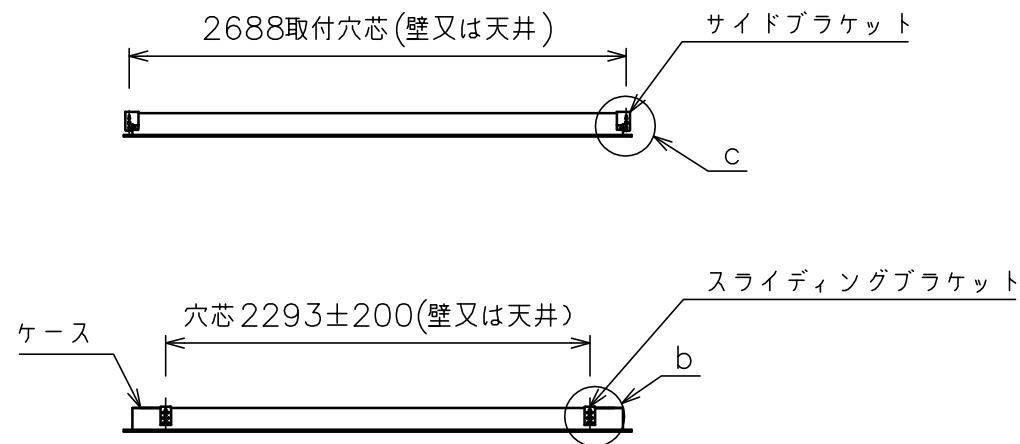 2688取付穴芯(壁又は天井)
サイドブラケット
c
スライディングブラケット
穴芯2293±200(壁又は天井)
ケース
b